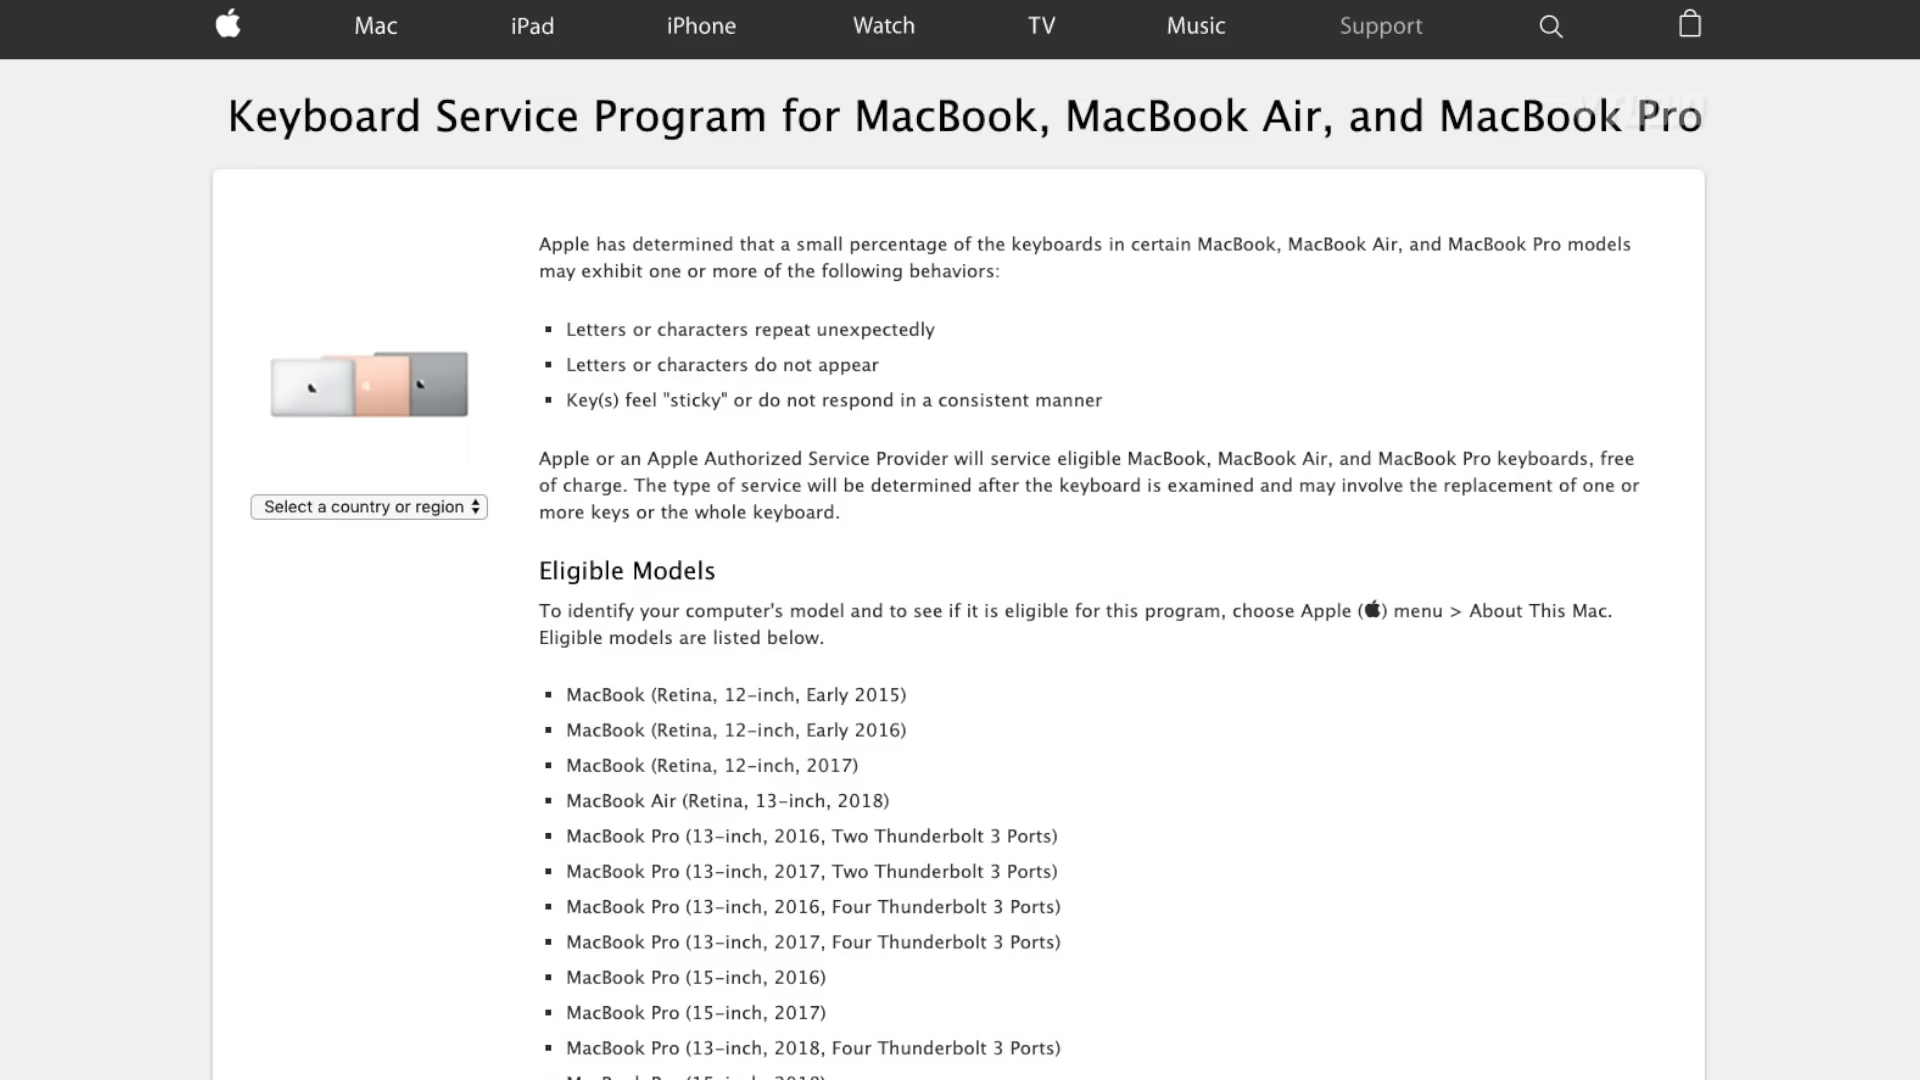 Mac iPad iPhone Watch TV Music Support
Keyboard Service Program for MacBook, MacBook Air, and MacBook Pro
Apple has determined that a small percentage of the keyboards in certain MacBook, MacBook Air, and MacBook Pro models
may exhibit one or more of the following behaviors:
▪ Letters or characters repeat unexpectedly
▪ Letters or characters do not appear
▪ Key(s) feel "sticky" or do not respond in a consistent manner
Select a country or region
Apple or an Apple Authorized Service Provider will service eligible MacBook, MacBook Air, and MacBook Pro keyboards, free
of charge. The type of service will be determined after the keyboard is examined and may involve the replacement of one or
more keys or the whole keyboard.
Eligible Models
To identify your computer's model and to see if it is eligible for this program, choose Apple () menu > About This Mac.
Eligible models are listed below.
▪ MacBook (Retina, 12-inch, Early 2015)
▪ MacBook (Retina, 12-inch, Early 2016)
▪ MacBook (Retina, 12-inch, 2017)
▪ MacBook Air (Retina, 13-inch, 2018)
▪ MacBook Pro (13-inch, 2016, Two Thunderbolt 3 Ports)
▪ MacBook Pro (13-inch, 2017, Two Thunderbolt 3 Ports)
▪ MacBook Pro (13-inch, 2016, Four Thunderbolt 3 Ports)
▪ MacBook Pro (13-inch, 2017, Four Thunderbolt 3 Ports)
▪ MacBook Pro (15-inch, 2016)
▪ MacBook Pro (15-inch, 2017)
▪ MacBook Pro (13-inch, 2018, Four Thunderbolt 3 Ports)